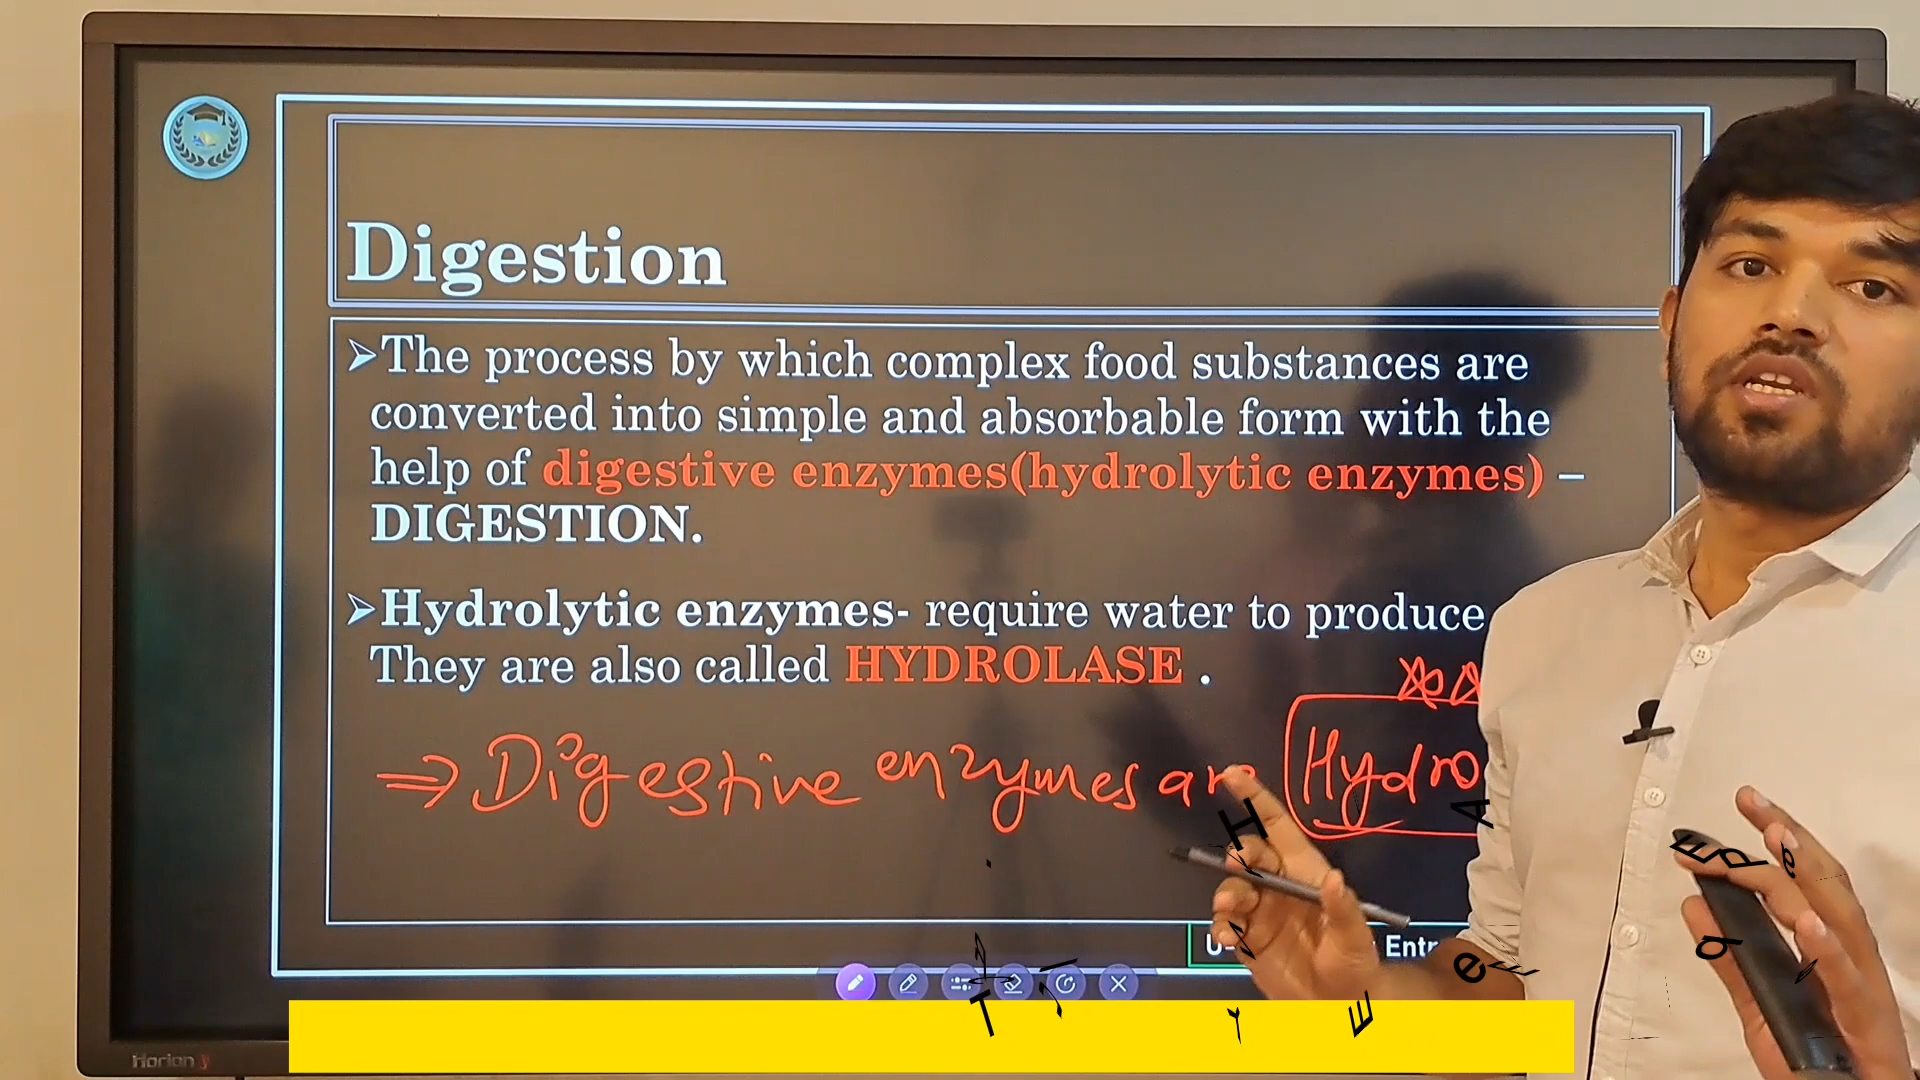 Digestion
➢The process by which complex food substances are
converted into simple and absorbable form with the
help of digestive enzymes(hydrolytic enzymes) –
DIGESTION.
➢Hydrolytic enzymes- require water to produce
They are also called HYDROLASE .
⇒ Digestive enzymes are Hydro
Horion